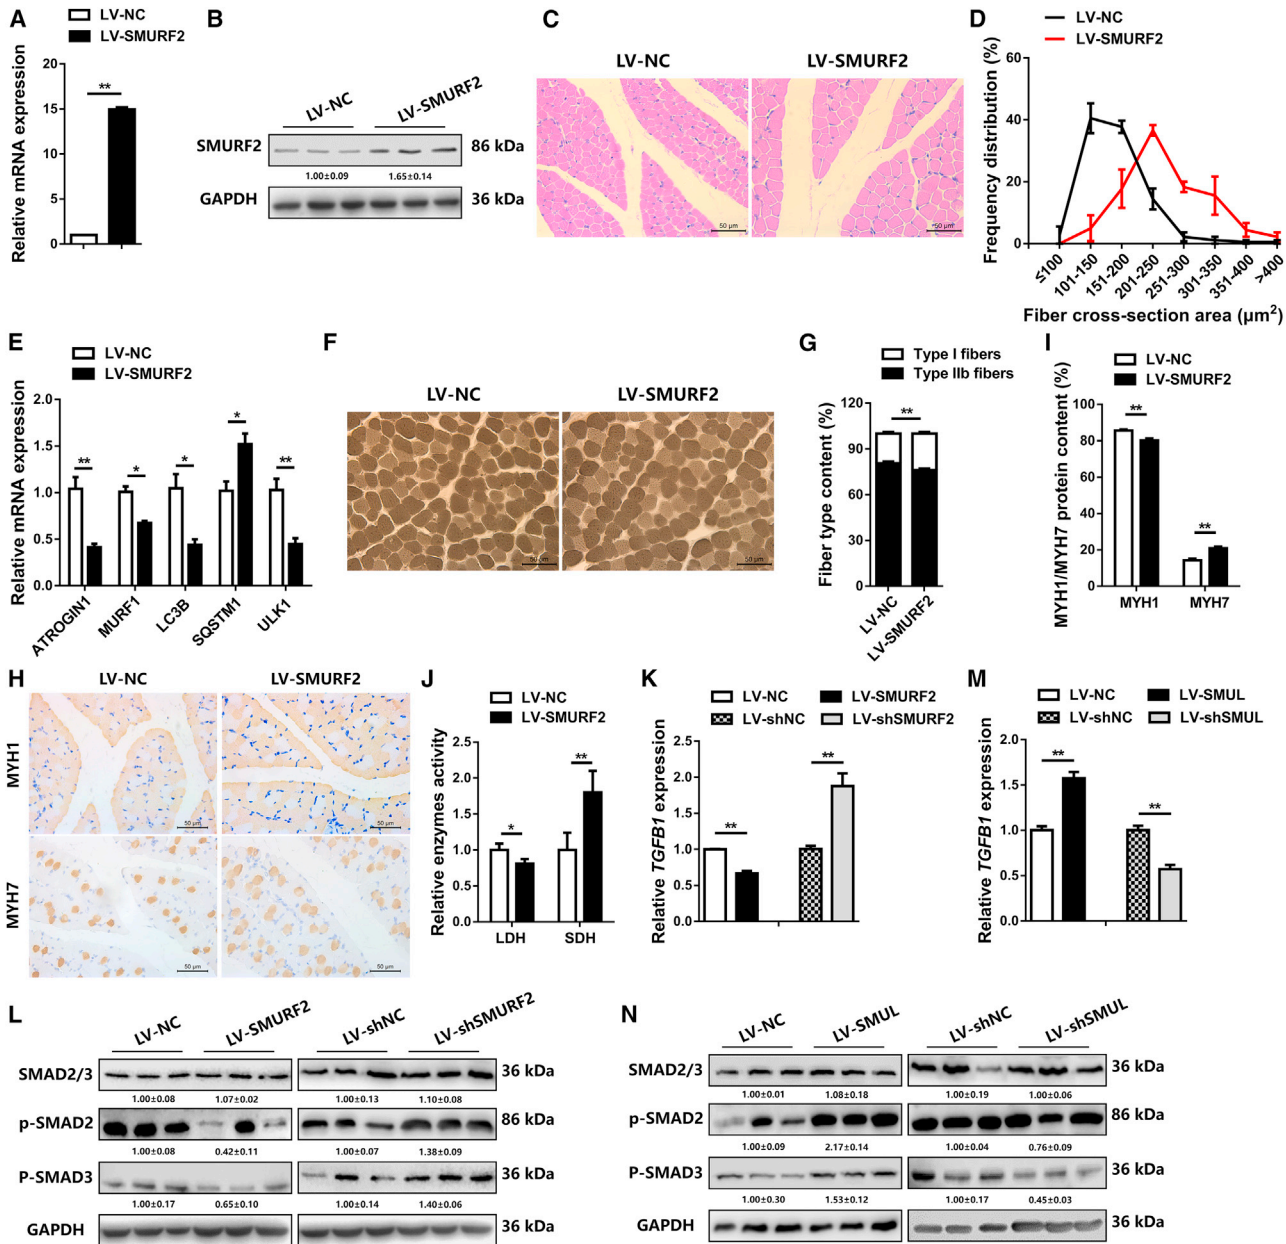 A
LV-NC
LV-SMURF2
Relative mRNA expression
20
15
10
5
0
**
B
LV-NC
LV-SMURF2
SMURF2
86 kDa
1.00±0.09
1.65±0.14
GAPDH
36 kDa
C
LV-NC
LV-SMURF2
50 μm
50 μm
D
LV-NC
LV-SMURF2
Frequency distribution (%)
60
40
20
0
≤100
101-150
151-200
201-250
251-300
301-350
351-400
>400
Fiber cross-section area (μm²)
E
LV-NC
LV-SMURF2
Relative mRNA expression
2.0
1.5
1.0
0.5
0.0
**
*
*
*
**
ATROGIN1
MURF1
LC3B
SQSTM1
ULK1
F
LV-NC
LV-SMURF2
50 μm
50 μm
G
Type I fibers
Type IIb fibers
Fiber type content (%)
120
90
60
30
0
**
LV-NC
LV-SMURF2
I
LV-NC
LV-SMURF2
MYH1/MYH7 protein content (%)
100
80
60
40
20
0
**
**
MYH1
MYH7
H
LV-NC
LV-SMURF2
MYH1
50 μm
50 μm
MYH7
50 μm
50 μm
J
LV-NC
LV-SMURF2
Relative enzymes activity
2.5
2.0
1.5
1.0
0.5
0.0
*
**
LDH
SDH
K
LV-NC
LV-SMURF2
LV-shNC
LV-shSMURF2
Relative TGFB1 expression
2.5
2.0
1.5
1.0
0.5
0.0
**
**
M
LV-NC
LV-SMUL
LV-shNC
LV-shSMUL
Relative TGFB1 expression
2.0
1.5
1.0
0.5
0.0
**
**
L
LV-NC
LV-SMURF2
LV-shNC
LV-shSMURF2
SMAD2/3
36 kDa
1.00±0.08
1.07±0.02
1.00±0.13
1.10±0.08
p-SMAD2
86 kDa
1.00±0.08
0.42±0.11
1.00±0.07
1.38±0.09
P-SMAD3
36 kDa
1.00±0.17
0.65±0.10
1.00±0.14
1.40±0.06
GAPDH
36 kDa
N
LV-NC
LV-SMUL
LV-shNC
LV-shSMUL
SMAD2/3
36 kDa
1.00±0.01
1.08±0.18
1.00±0.19
1.00±0.06
p-SMAD2
86 kDa
1.00±0.09
2.17±0.14
1.00±0.04
0.76±0.09
P-SMAD3
36 kDa
1.00±0.30
1.53±0.12
1.00±0.17
0.45±0.03
GAPDH
36 kDa